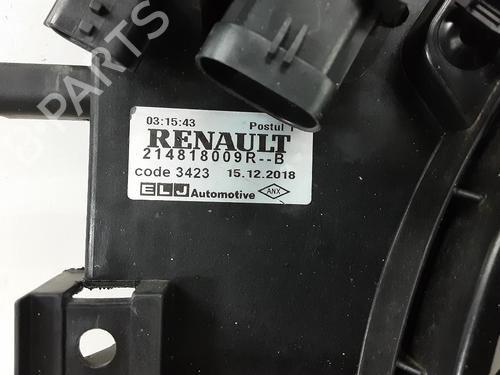 03:15:43 Postul 1
RENAULT
214818009R--B
code 3423 15.12.2018
ELJ Automotive ANX
PARTS